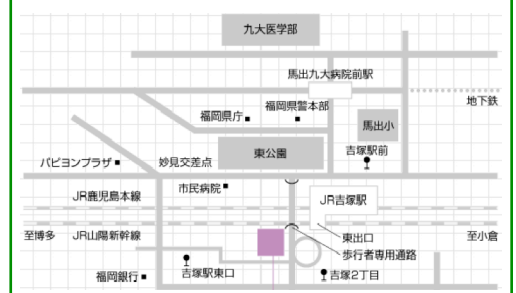 九大医学部
馬出九大病院前駅
地下鉄
福岡県庁
福岡県警本部
馬出小
東公園
吉塚駅前
パピヨンプラザ
妙見交差点
市民病院
JR鹿児島本線
JR吉塚駅
至博多
JR山陽新幹線
東出口
至小倉
歩行者専用通路
福岡銀行
吉塚駅東口
吉塚2丁目